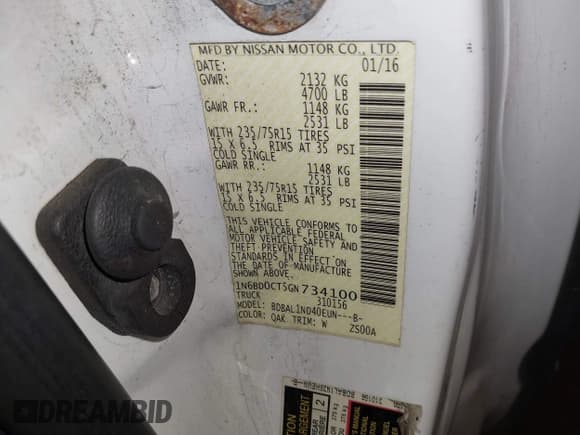 MFD BY NISSAN MOTOR CO., LTD.
DATE: 01/16
GVWR: 2132 KG
4700 LB
GAWR FR.: 1148 KG
2531 LB
WITH 235/75R15 TIRES
15 X 6.5 RIMS AT 35 PSI
COLD SINGLE
GAWR RR.: 1148 KG
2531 LB
WITH 235/75R15 TIRES
15 X 6.5 RIMS AT 35 PSI
COLD SINGLE
THIS VEHICLE CONFORMS TO
ALL APPLICABLE FEDERAL
MOTOR VEHICLE SAFETY AND
THEFT PREVENTION
STANDARDS IN EFFECT ON
THE DATE OF MANUFACTURE
SHOWN ABOVE.
1N6BD0CT5GN734100
TRUCK 310156
MODEL: BDBAL1ND40EUN---B-
COLOR: QAK TRIM: W ZS00A
310156
REAR
2
DREAMBID